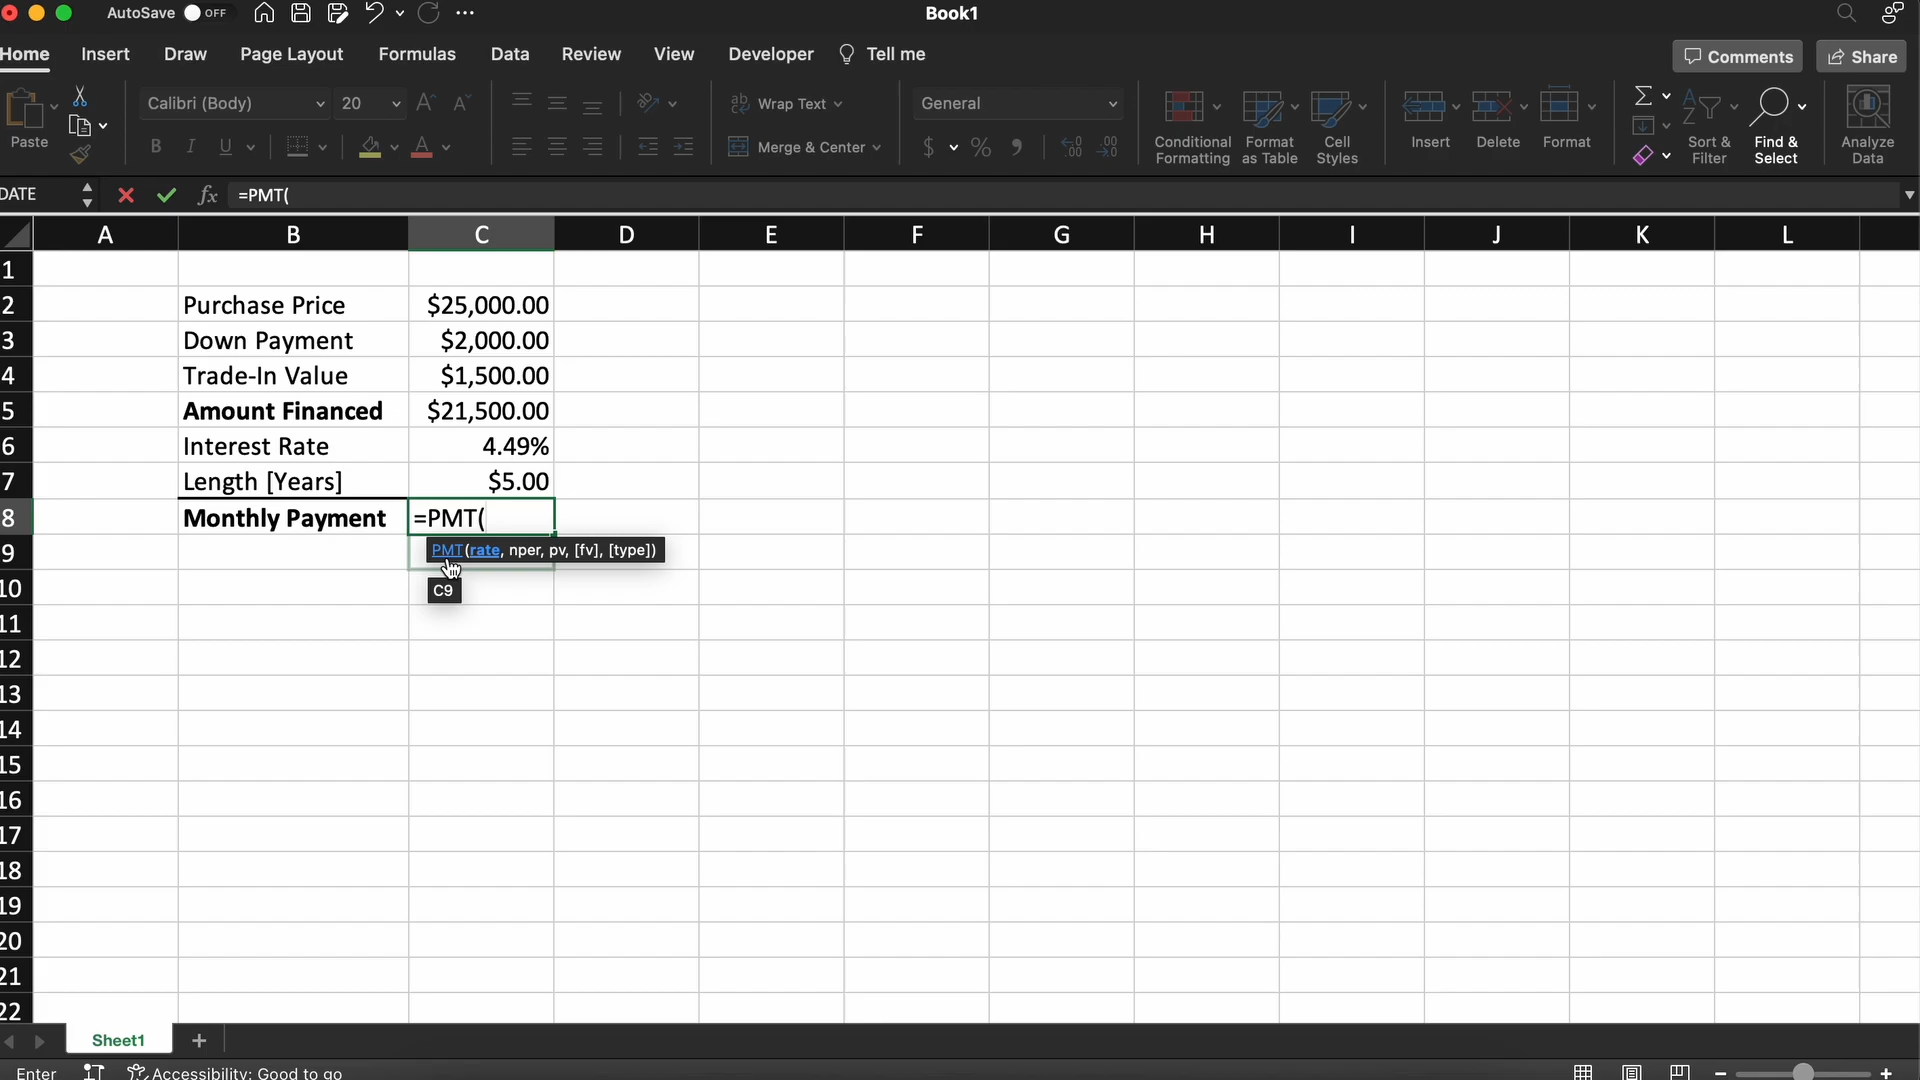 AutoSave OFF Book1
Home Insert Draw Page Layout Formulas Data Review View Developer Tell me Comments Share
Paste Calibri (Body) 20 Wrap Text General
B I U Merge & Center $ %
Conditional Formatting Format as Table Cell Styles Insert Delete Format Sort & Filter Find & Select Analyze Data
DATE fx =PMT(
A B C D E F G H I J K L
1
2 Purchase Price $25,000.00
3 Down Payment $2,000.00
4 Trade-In Value $1,500.00
5 Amount Financed $21,500.00
6 Interest Rate 4.49%
7 Length [Years] $5.00
8 Monthly Payment =PMT(
9 PMT(rate, nper, pv, [fv], [type])
10 C9
11
12
13
14
15
16
17
18
19
20
21
22
Sheet1 +
Enter Accessibility: Good to go